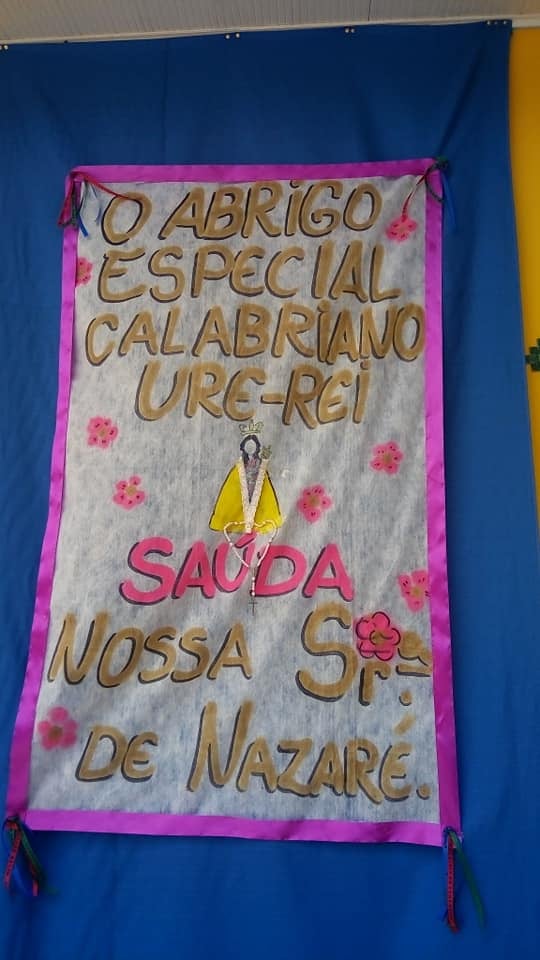 O ABRIGO
ESPECIAL
CALABRIANO
URE-REI
SAÚDA
NOSSA Srª.
DE NAZARÉ.